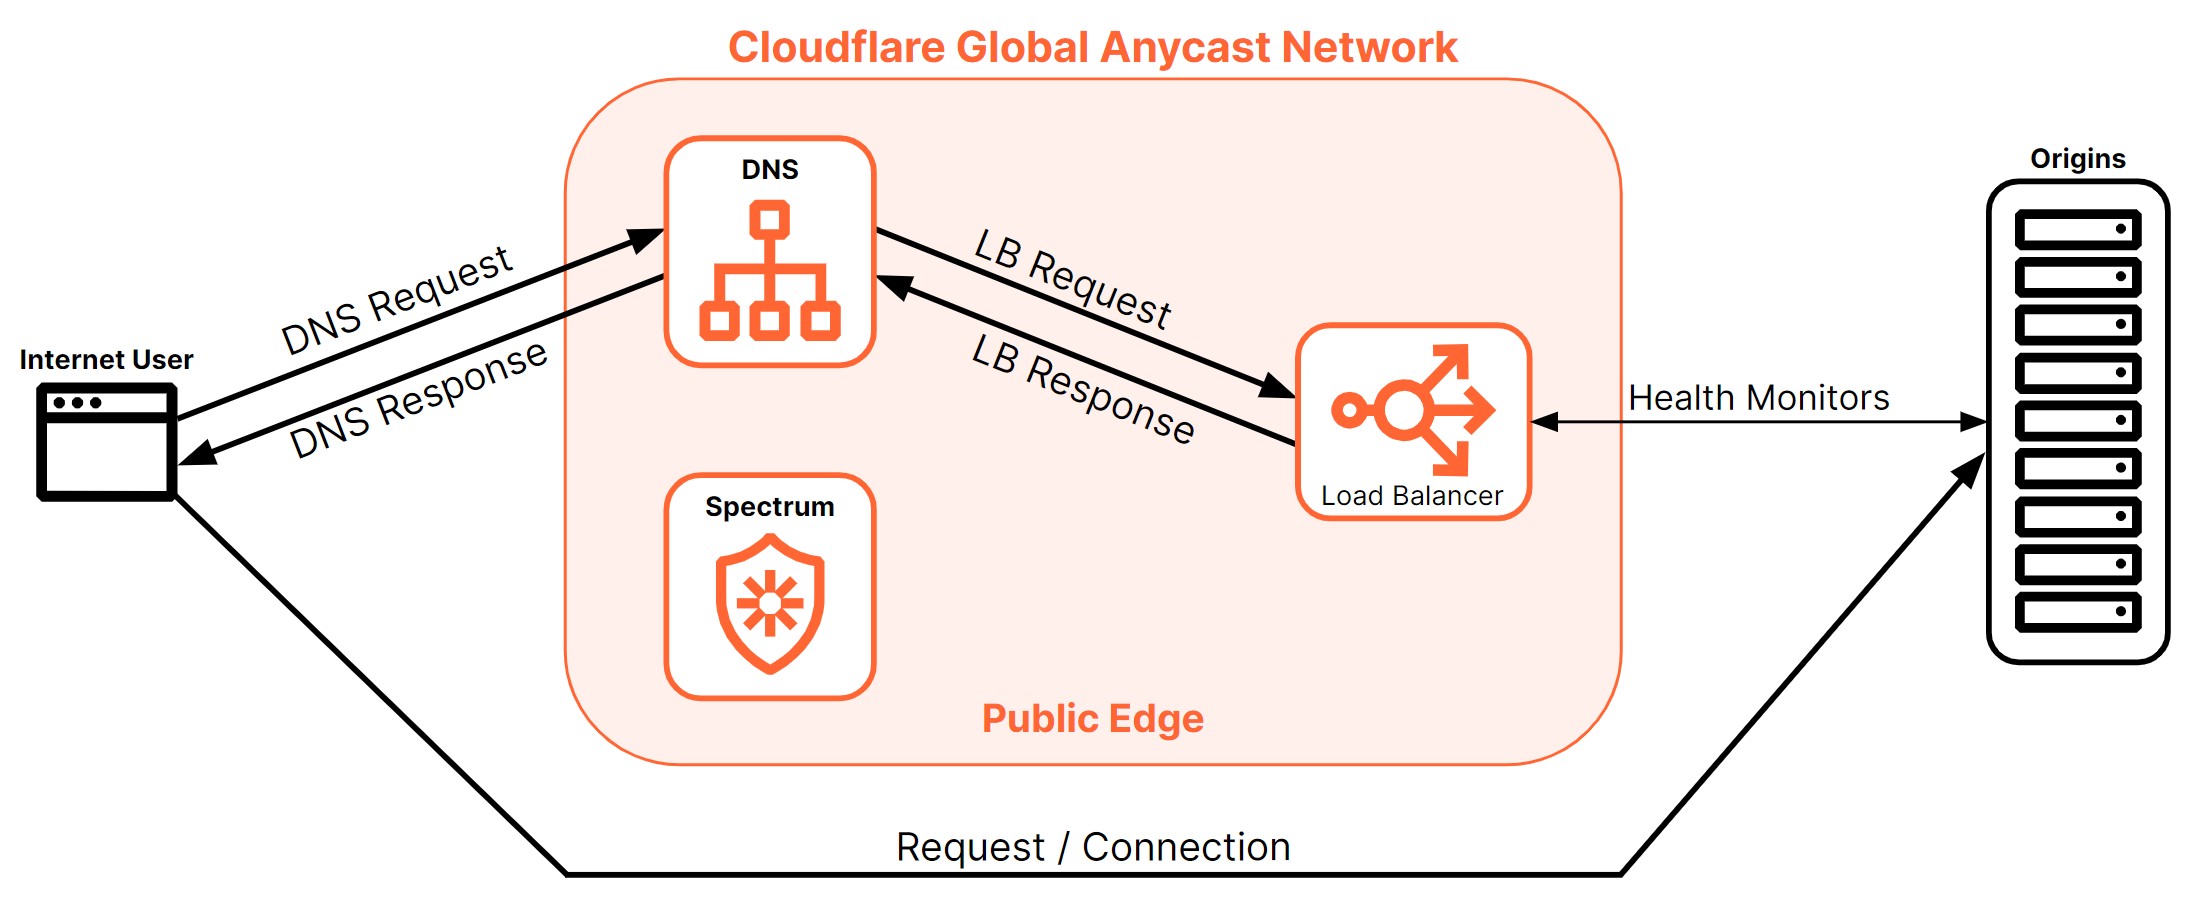 Cloudflare Global Anycast Network
DNS
Origins
DNS Request
LB Request
Internet User
DNS Response
LB Response
Health Monitors
Load Balancer
Spectrum
Public Edge
Request / Connection